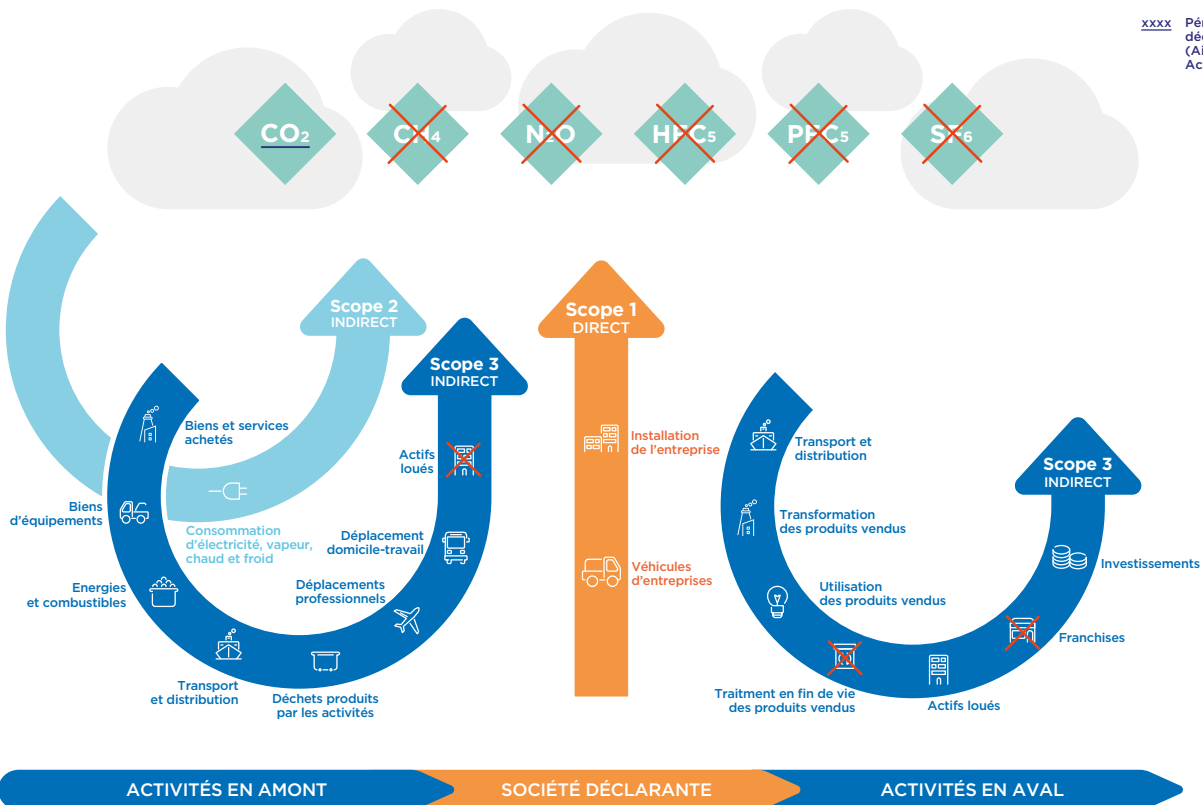 xxxx
CO2
CH4
N2O
HFC5
PFC5
SF6
Scope 2
INDIRECT
Scope 1
DIRECT
Scope 3
INDIRECT
Biens et services
achetés
Actifs
loués
Installation
de l'entreprise
Transport et
distribution
Scope 3
INDIRECT
Biens
d'équipements
Consommation
d'électricité, vapeur,
chaud et froid
Déplacement
domicile-travail
Transformation
des produits vendus
Energies
et combustibles
Déplacements
professionnels
Véhicules
d'entreprises
Utilisation
des produits vendus
Investissements
Transport
et distribution
Déchets produits
par les activités
Traitement en fin de vie
des produits vendus
Actifs loués
Franchises
ACTIVITÉS EN AMONT
SOCIÉTÉ DÉCLARANTE
ACTIVITÉS EN AVAL